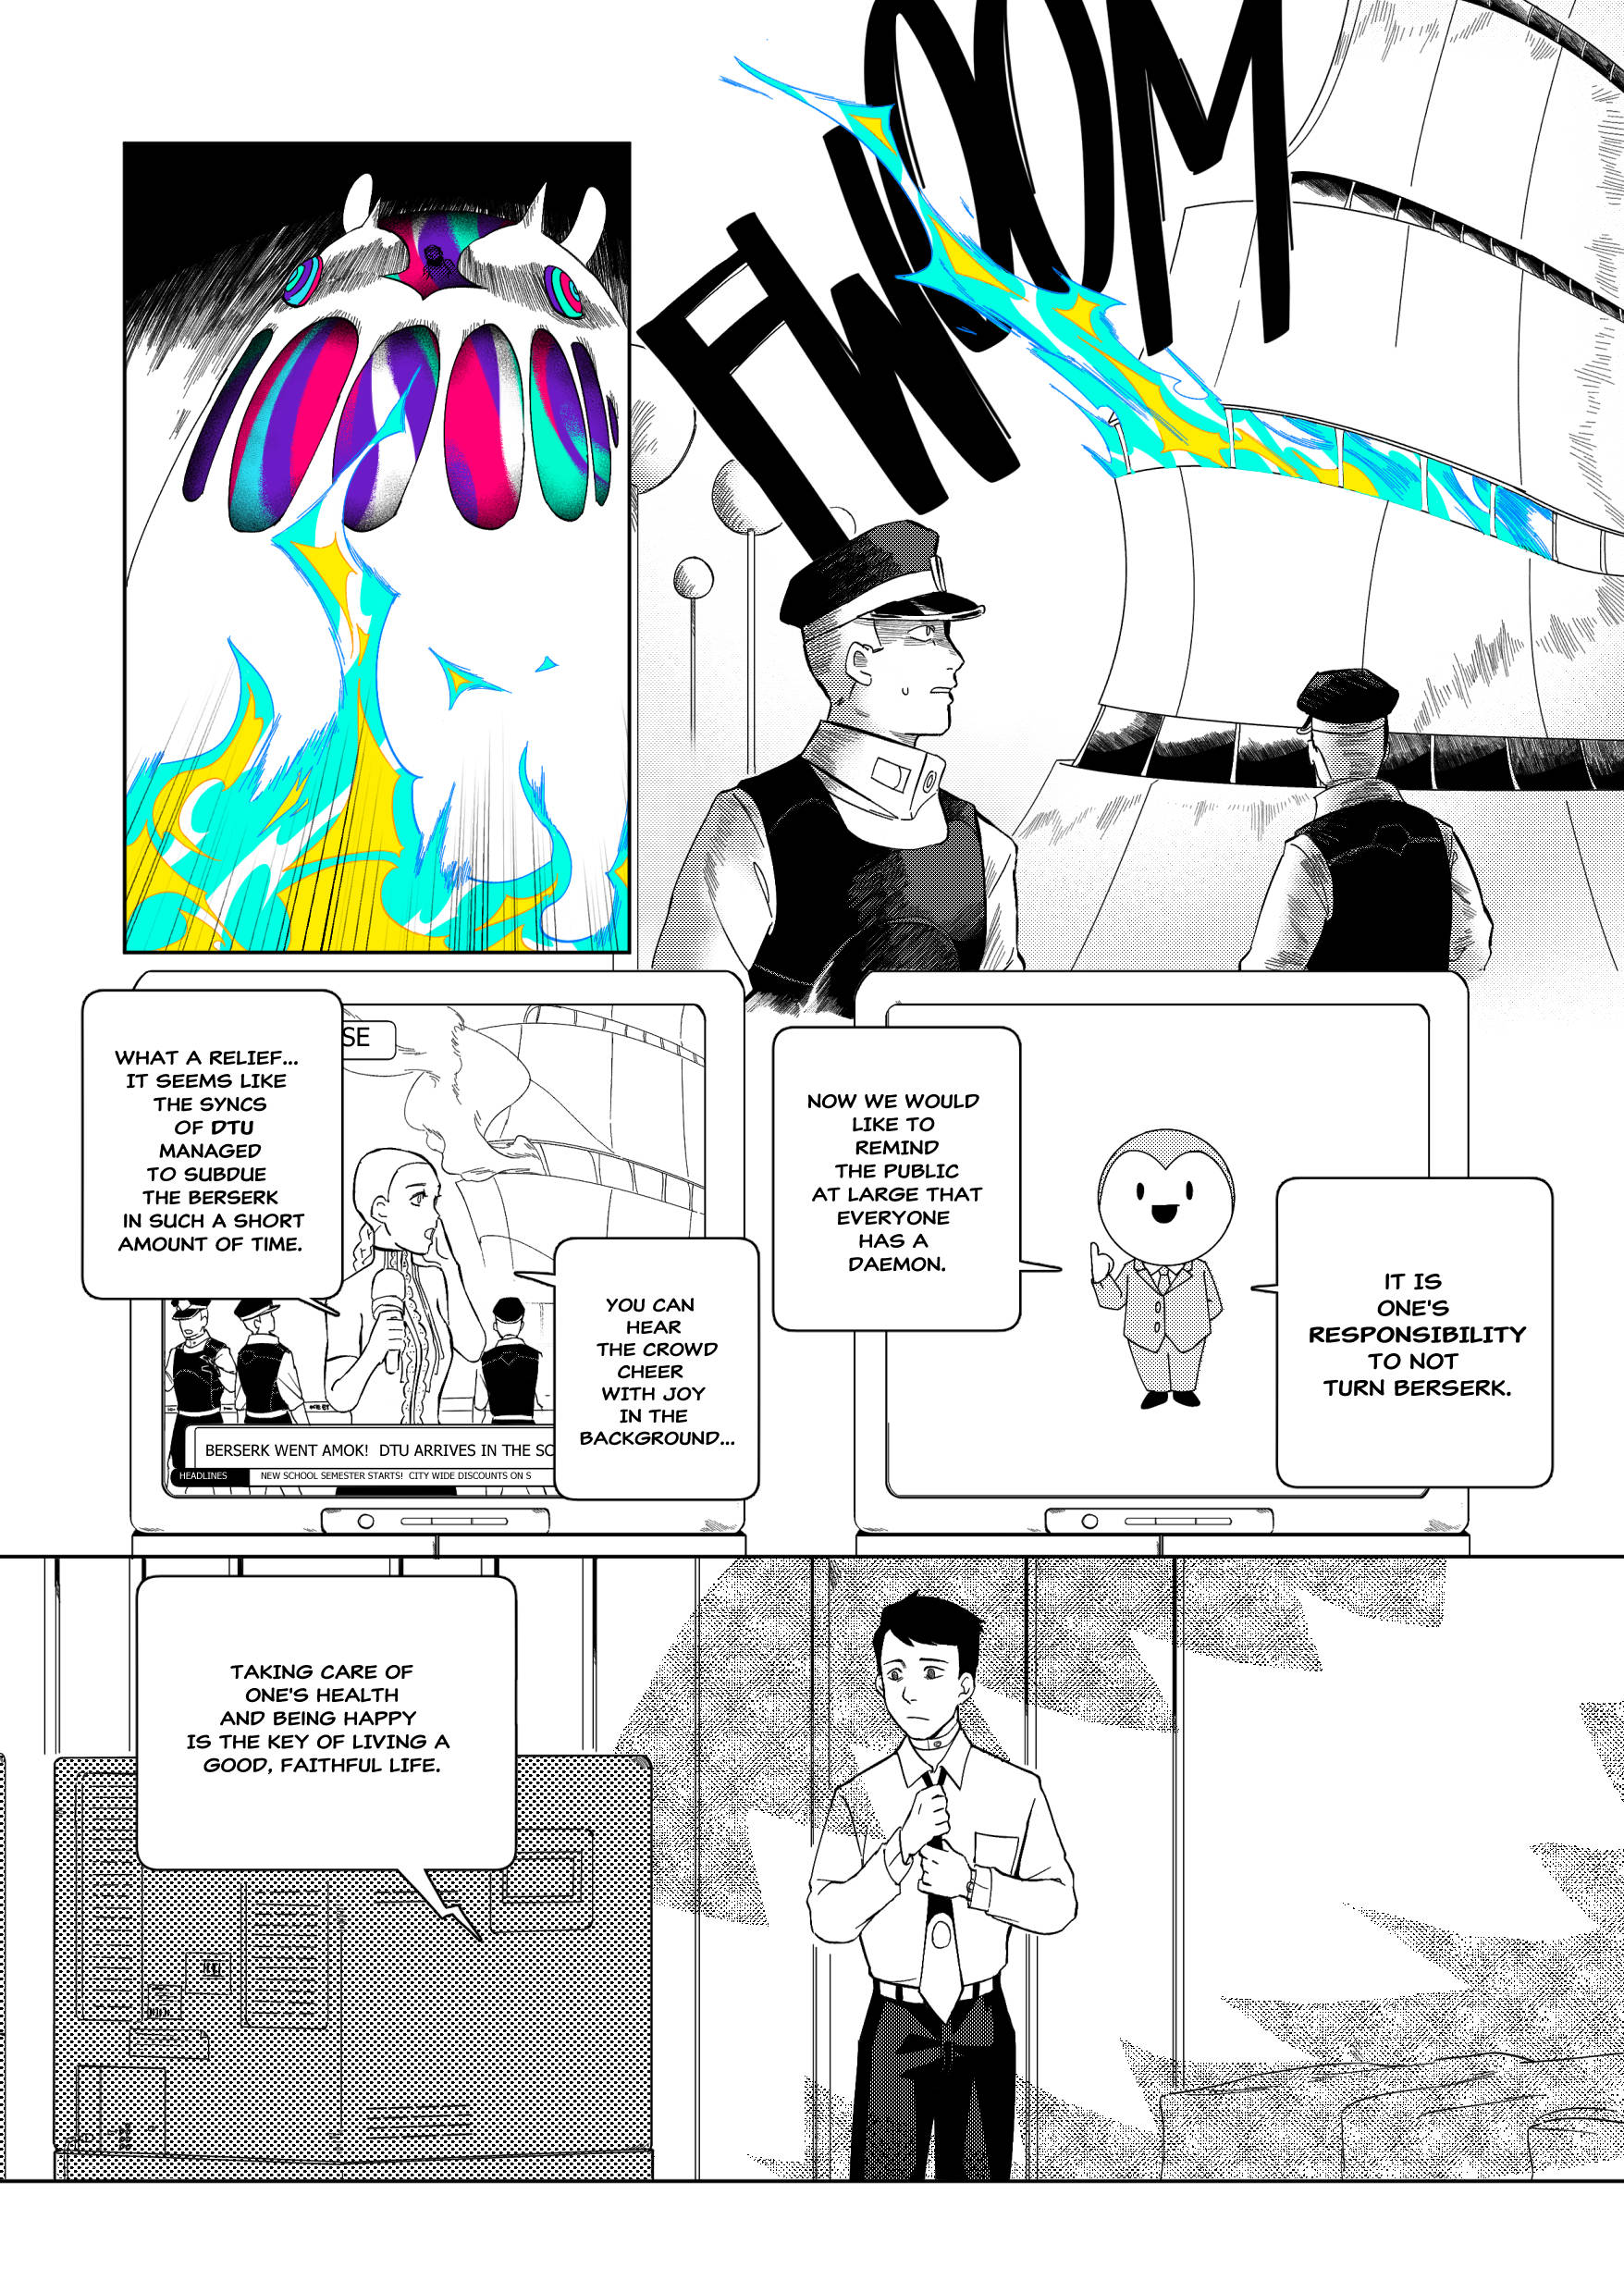 FWOOM
SE
WHAT A RELIEF...
IT SEEMS LIKE
THE SYNCS
OF DTU
MANAGED
TO SUBDUE
THE BERSERK
IN SUCH A SHORT
AMOUNT OF TIME.
YOU CAN
HEAR
THE CROWD
CHEER
WITH JOY
IN THE
BACKGROUND...
BERSERK WENT AMOK! DTU ARRIVES IN THE SC
HEADLINES
NEW SCHOOL SEMESTER STARTS! CITY WIDE DISCOUNTS ON S
NOW WE WOULD
LIKE TO
REMIND
THE PUBLIC
AT LARGE THAT
EVERYONE
HAS A
DAEMON.
IT IS
ONE'S
RESPONSIBILITY
TO NOT
TURN BERSERK.
TAKING CARE OF
ONE'S HEALTH
AND BEING HAPPY
IS THE KEY OF LIVING A
GOOD, FAITHFUL LIFE.